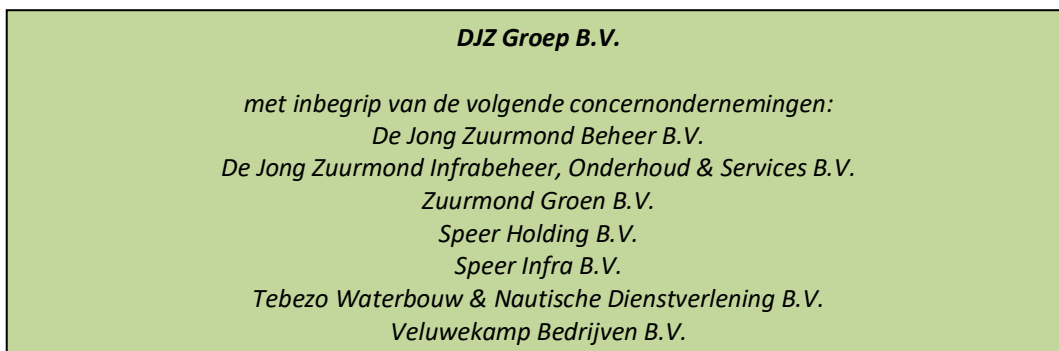 DJZ Groep B.V.
met inbegrip van de volgende concernondernemingen:
De Jong Zuurmond Beheer B.V.
De Jong Zuurmond Infrabeheer, Onderhoud & Services B.V.
Zuurmond Groen B.V.
Speer Holding B.V.
Speer Infra B.V.
Tebezo Waterbouw & Nautische Dienstverlening B.V.
Veluwekamp Bedrijven B.V.